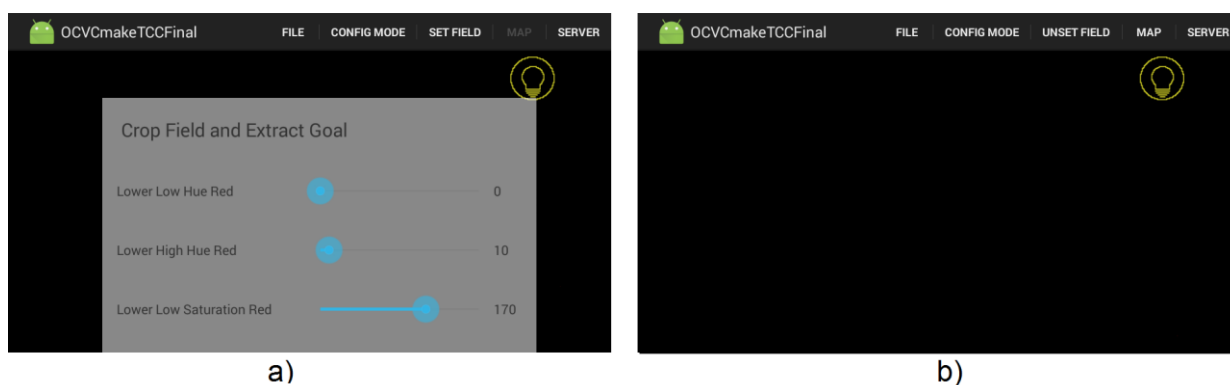 OCVCmakeTCCFinal FILE CONFIG MODE SET FIELD MAP SERVER
Crop Field and Extract Goal
Lower Low Hue Red 0
Lower High Hue Red 10
Lower Low Saturation Red 170
a)
OCVCmakeTCCFinal FILE CONFIG MODE UNSET FIELD MAP SERVER
b)